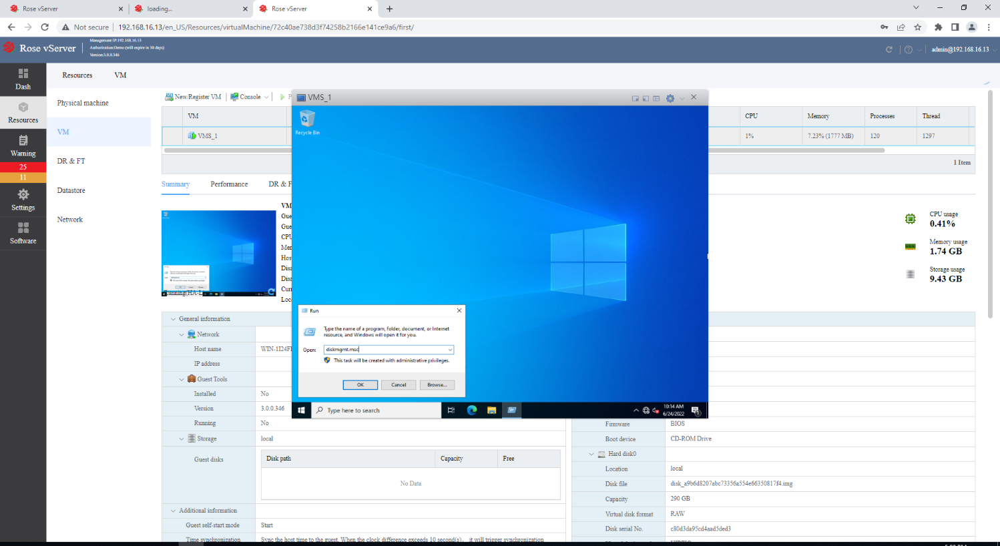 Rose vServer
loading...
Rose vServer
Not secure
192.168.16.13/en_US/Resources/virtualMachine/72c40ae738d3f74258b2166e141ce9a6/first/
Rose vServer
Management IP:192.168.16.13
Authorization:Demo (will expire in 30 days)
Version:3.0.0.346
admin@192.168.16.13
Dash
Resources
Warning
25
11
Settings
Software
Resources VM
Physical machine
VM
DR & FT
Datastore
Network
New/Register VM
Console
VM
CPU Memory Processes Thread
VMS_1
1% 7.23% (1777 MB) 120 1297
1 Item
Summary Performance DR & F
VM
Gue
Gue
CPU
Mer
Hos
Disa
Disa
Cur
Loca
CPU usage
0.41%
Memory usage
1.74 GB
Storage usage
9.43 GB
VMS_1
Recycle Bin
Run
Type the name of a program, folder, document, or Internet
resource, and Windows will open it for you.
Open: diskmgmt.msc
This task will be created with administrative privileges.
OK Cancel Browse...
Type here to search
10:14 AM
6/24/2022
1
General information
Network
Host name WIN-1I24F
IP address
Guest Tools
Installed No
Version 3.0.0.346
Running No
Storage local
Guest disks
Disk path Capacity Free
No Data
Additional information
Guest self-start mode Start
Time synchronization Sync the host time to the guest. When the clock difference exceeds 10 second(s), it will trigger synchronization
Firmware BIOS
Boot device CD-ROM Drive
Hard disk0
Location local
Disk file disk_a9b6d8207abc73356a554e66350817f4.img
Capacity 290 GB
Virtual disk format RAW
Disk serial No. c80d3da95cd4aad5ded3